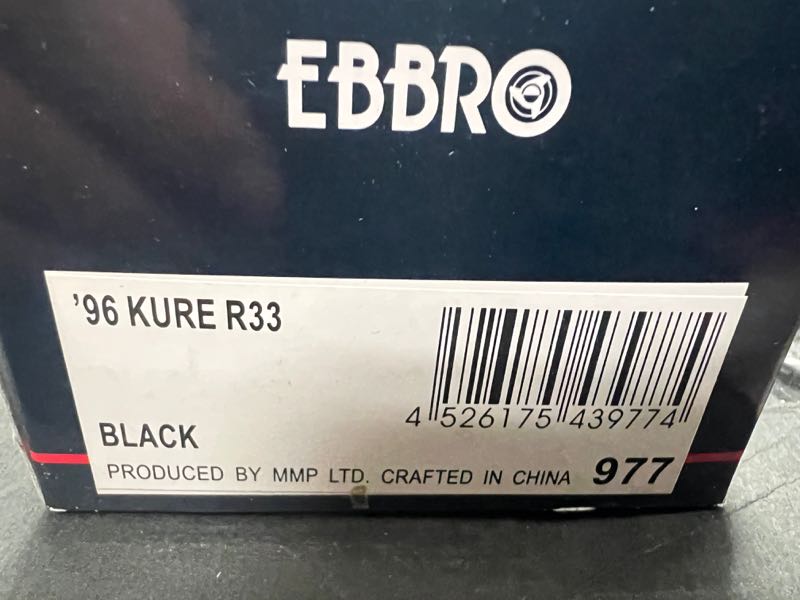 EBBRO
'96 KURE R33
4 526175 439774
BLACK
PRODUCED BY MMP LTD. CRAFTED IN CHINA 977